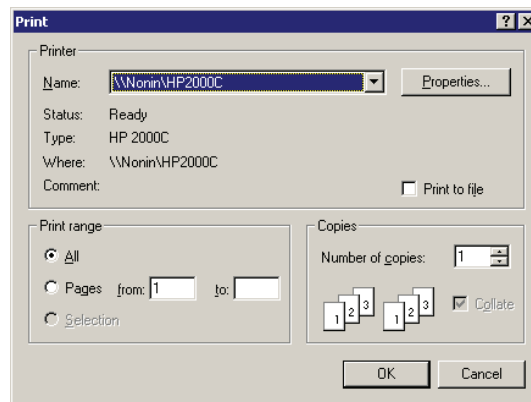 Print
Printer
Name: \\Nonin\HP2000C Properties...
Status: Ready
Type: HP 2000C
Where: \\Nonin\HP2000C
Comment:
Print to file
Print range
All
Pages from: 1 to:
Selection
Copies
Number of copies: 1
1 2 3 1 2 3
Collate
OK Cancel